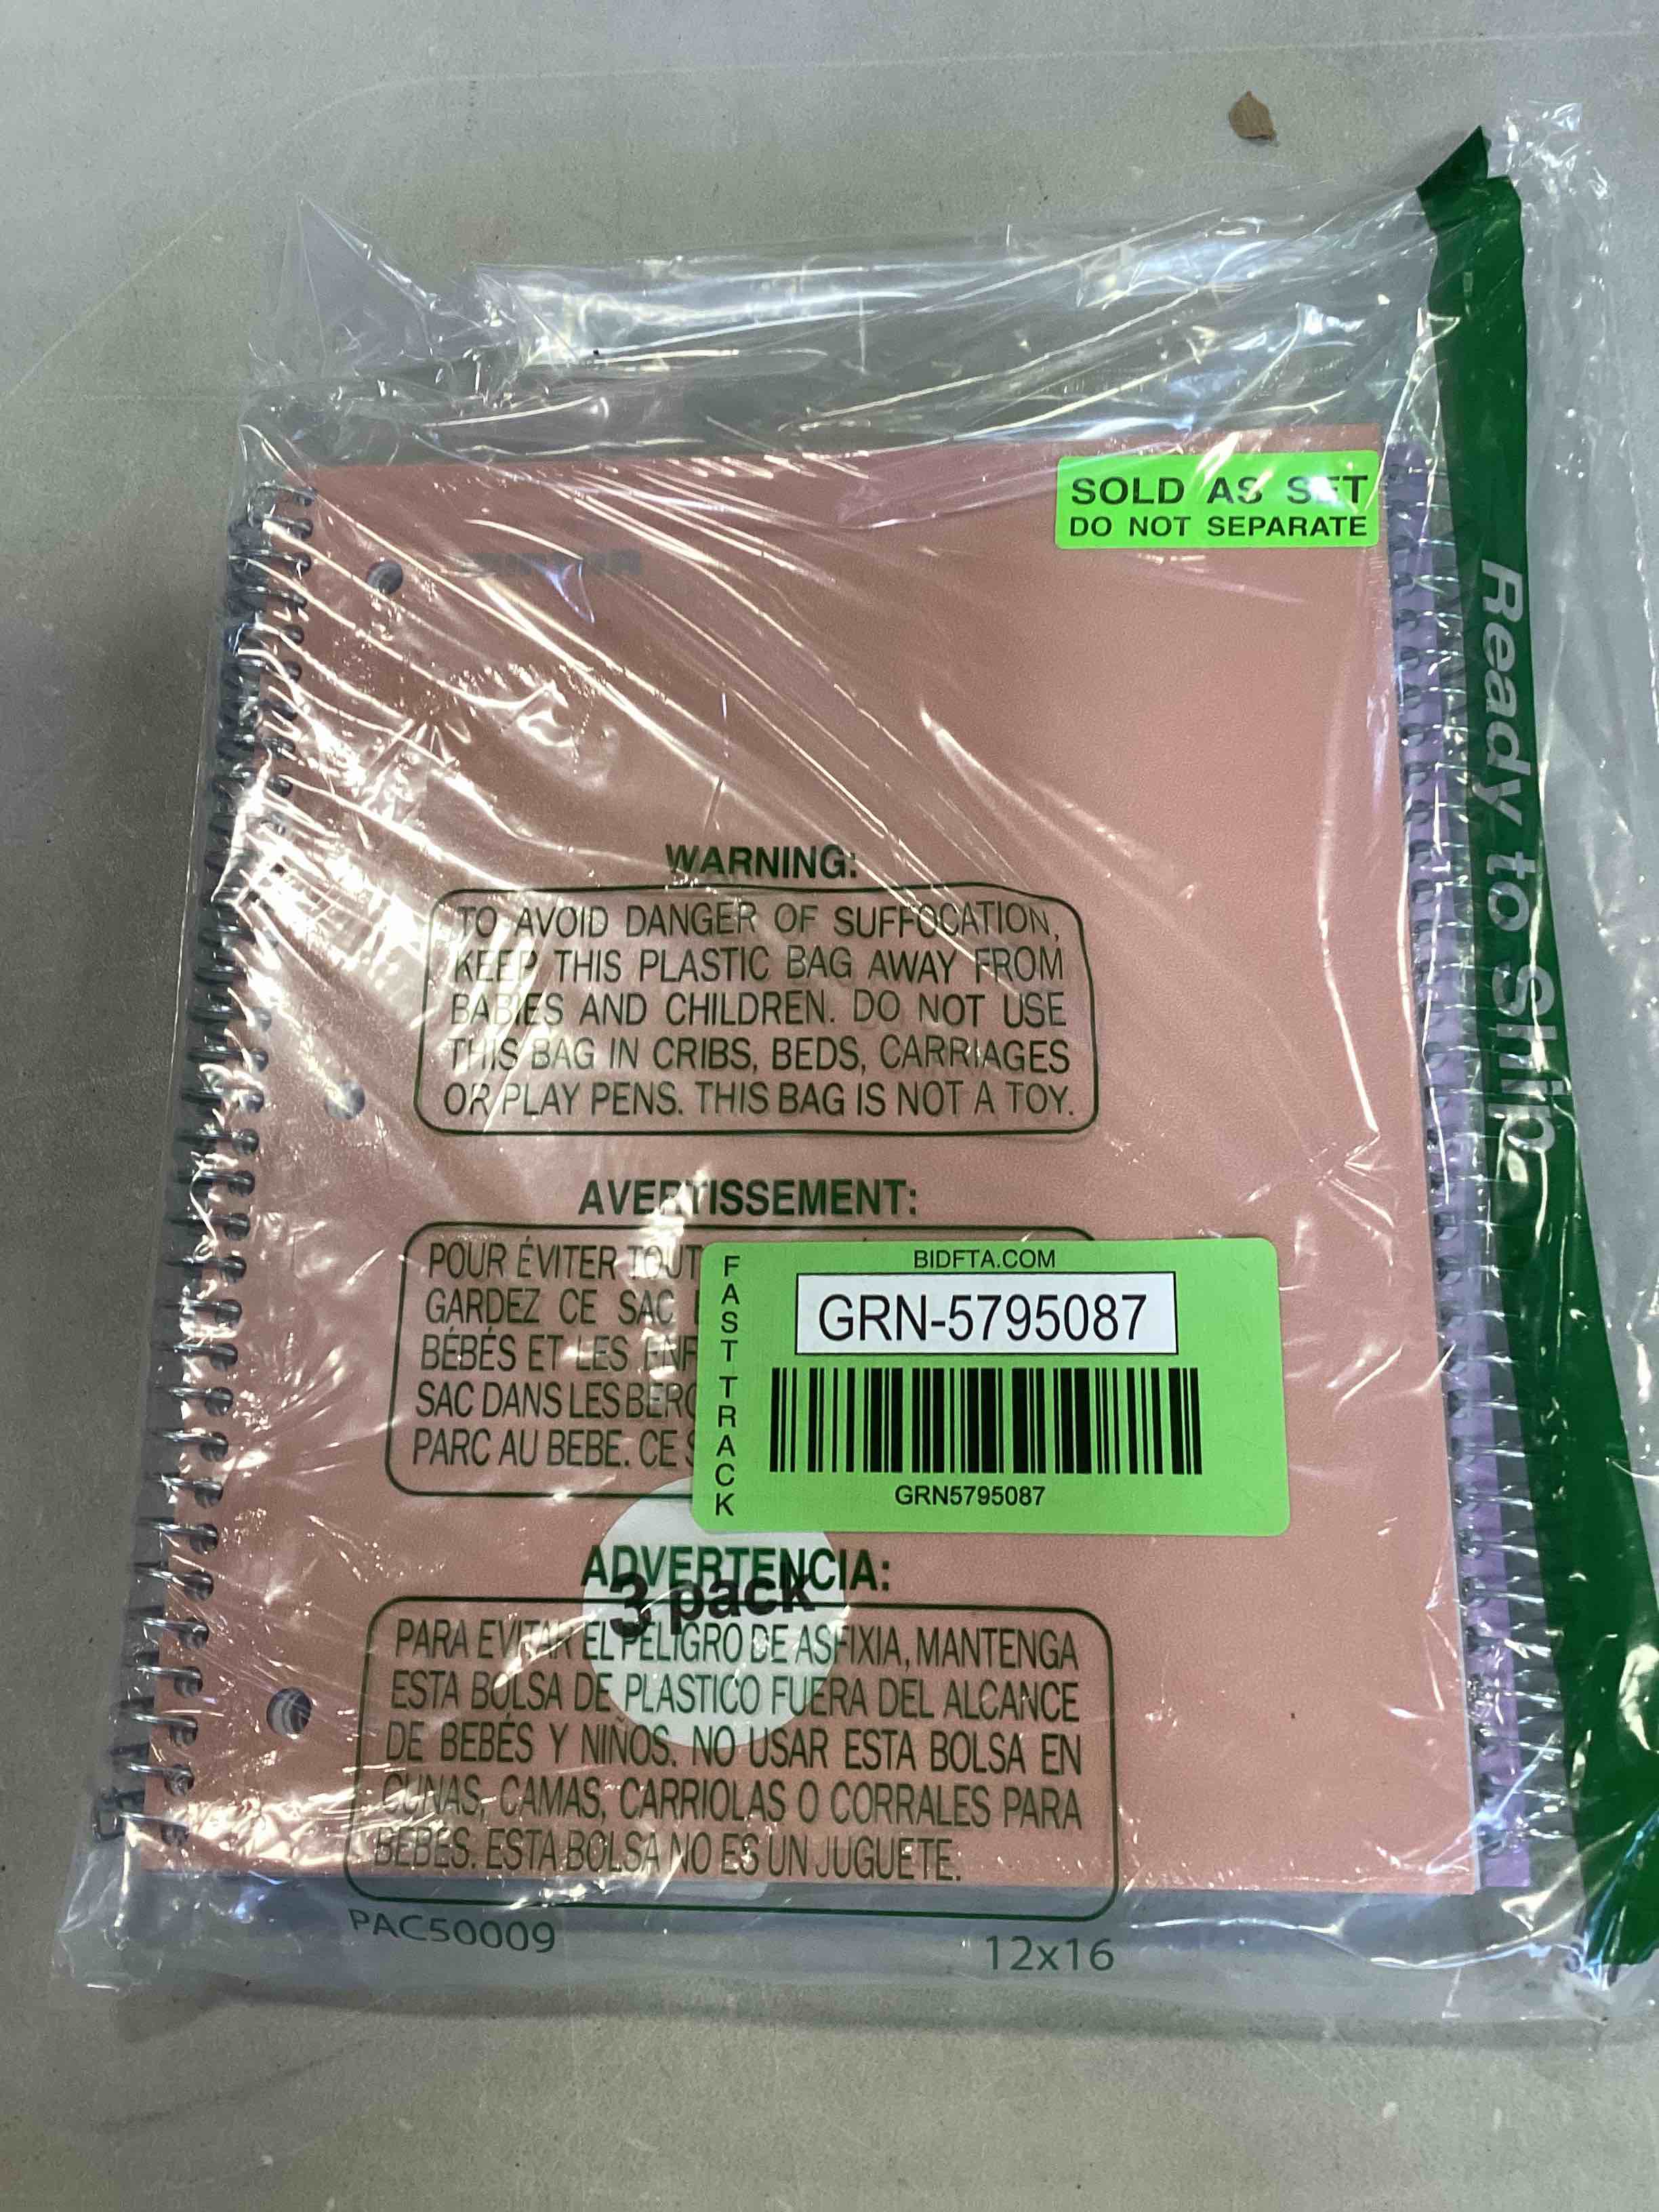 SOLD AS SET
DO NOT SEPARATE
Ready to Ship
WARNING:
TO AVOID DANGER OF SUFFOCATION,
KEEP THIS PLASTIC BAG AWAY FROM
BABIES AND CHILDREN. DO NOT USE
THIS BAG IN CRIBS, BEDS, CARRIAGES
OR PLAY PENS. THIS BAG IS NOT A TOY.
AVERTISSEMENT:
POUR ÉVITER TOUT
GARDEZ CE SAC
BÉBÉS ET LES
SAC DANS LES
PARC AU BEBE. CE
FAST TRACK
BIDFTA.COM
GRN-5795087
GRN5795087
3 pack
ADVERTENCIA:
PARA EVITAR EL PELIGRO DE ASFIXIA, MANTENGA
ESTA BOLSA DE PLASTICO FUERA DEL ALCANCE
DE BEBÉS Y NIÑOS. NO USAR ESTA BOLSA EN
CUNAS, CAMAS, CARRIOLAS O CORRALES PARA
BEBES. ESTA BOLSA NO ES UN JUGUETE.
PAC50009
12x16